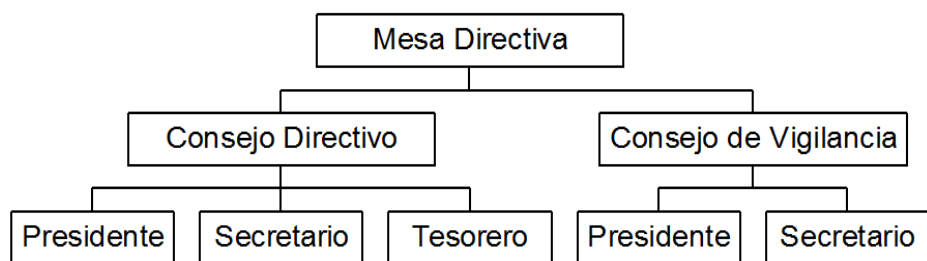 Mesa Directiva
Consejo Directivo
Consejo de Vigilancia
Presidente
Secretario
Tesorero
Presidente
Secretario